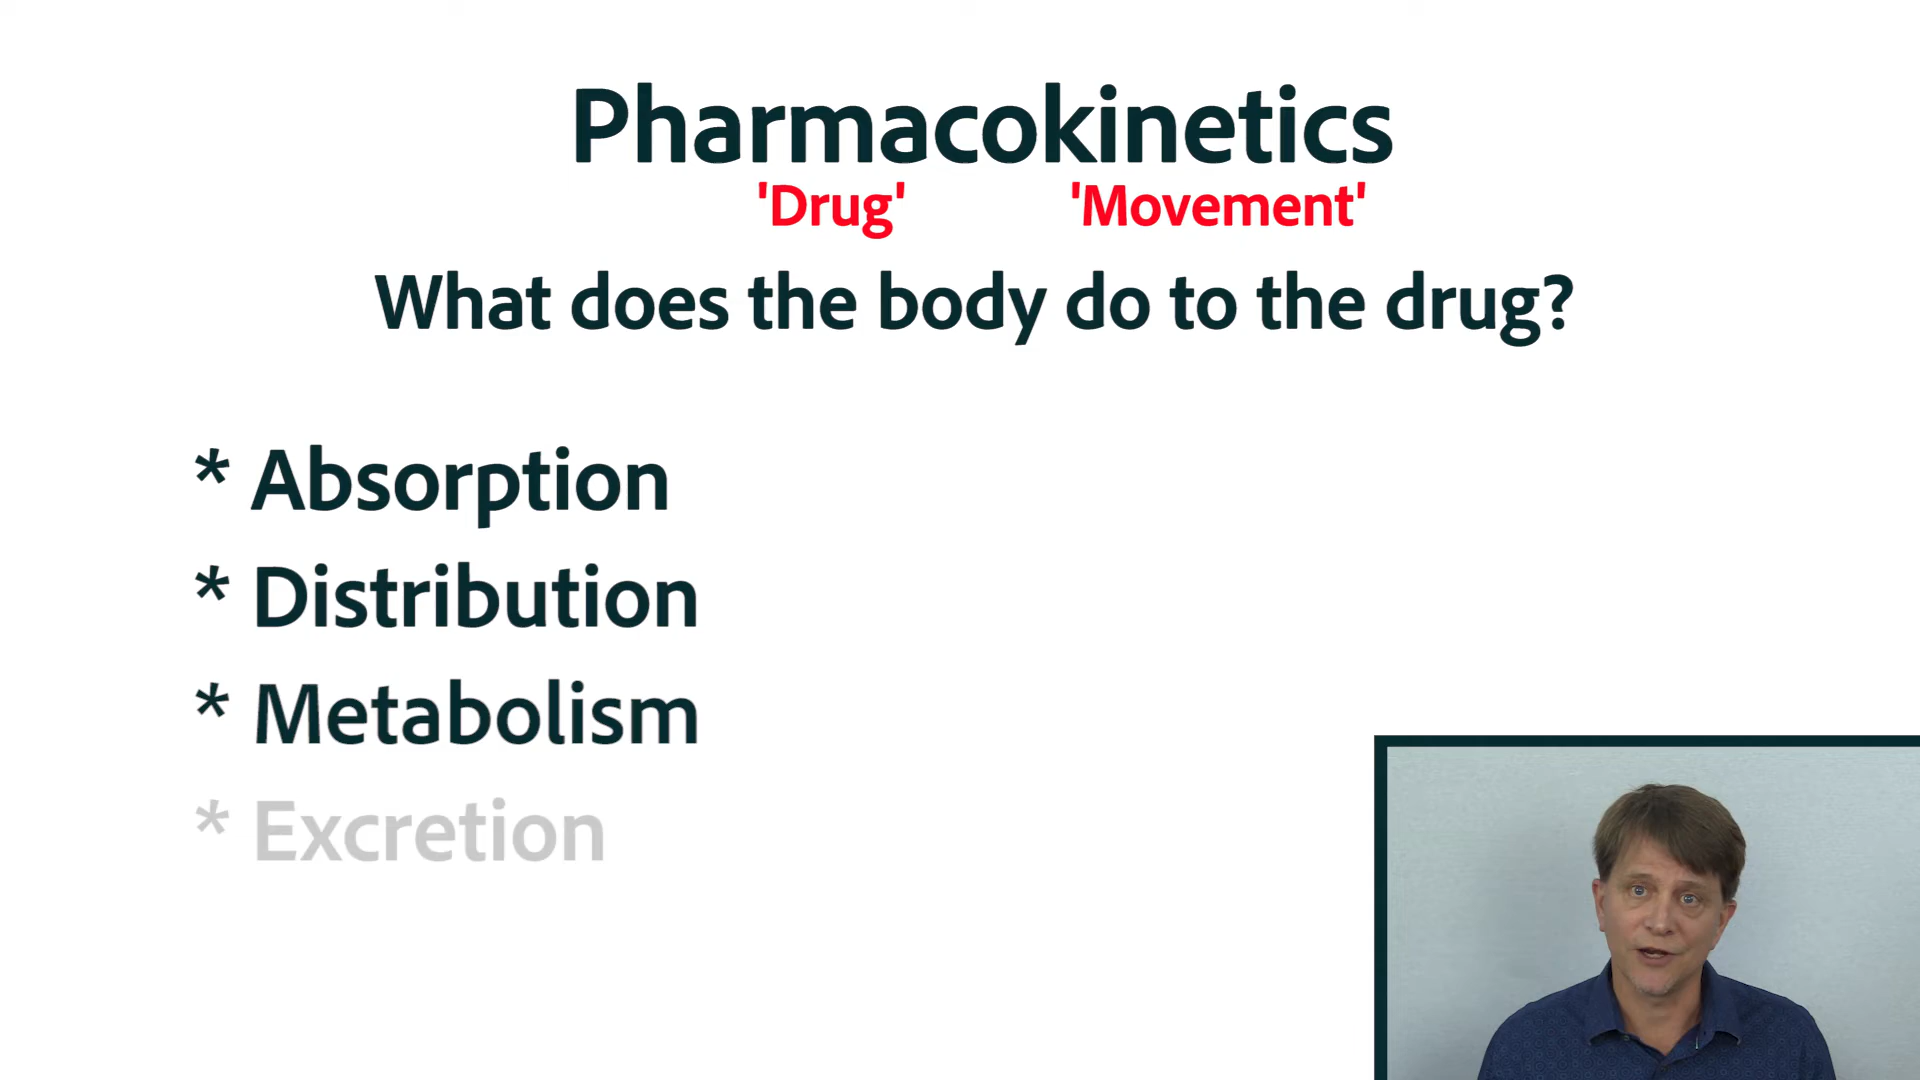 Pharmacokinetics
'Drug' 'Movement'
What does the body do to the drug?
* Absorption
* Distribution
* Metabolism
* Excretion